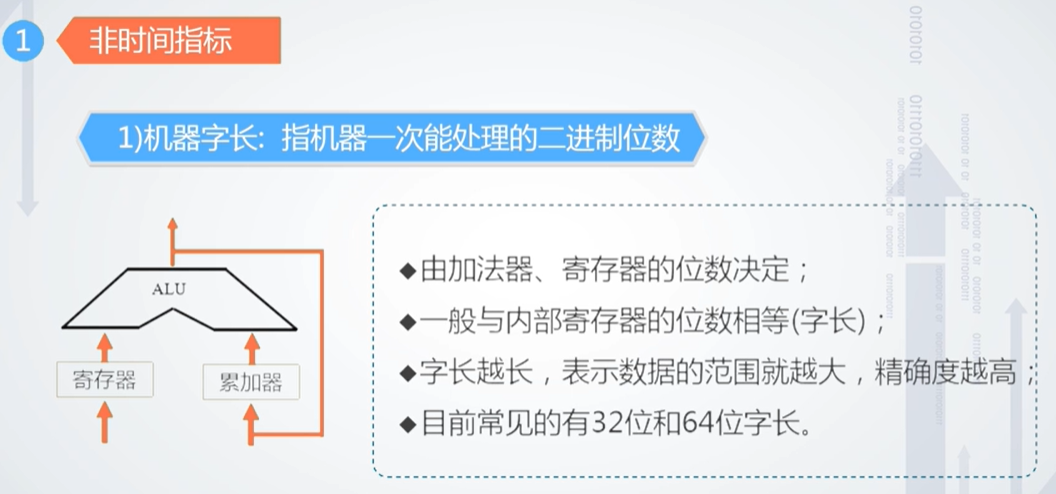 1
非时间指标
1)机器字长: 指机器一次能处理的二进制位数
ALU
寄存器
累加器
◆由加法器、寄存器的位数决定；
◆一般与内部寄存器的位数相等(字长)；
◆字长越长，表示数据的范围就越大，精确度越高；
◆目前常见的有32位和64位字长。